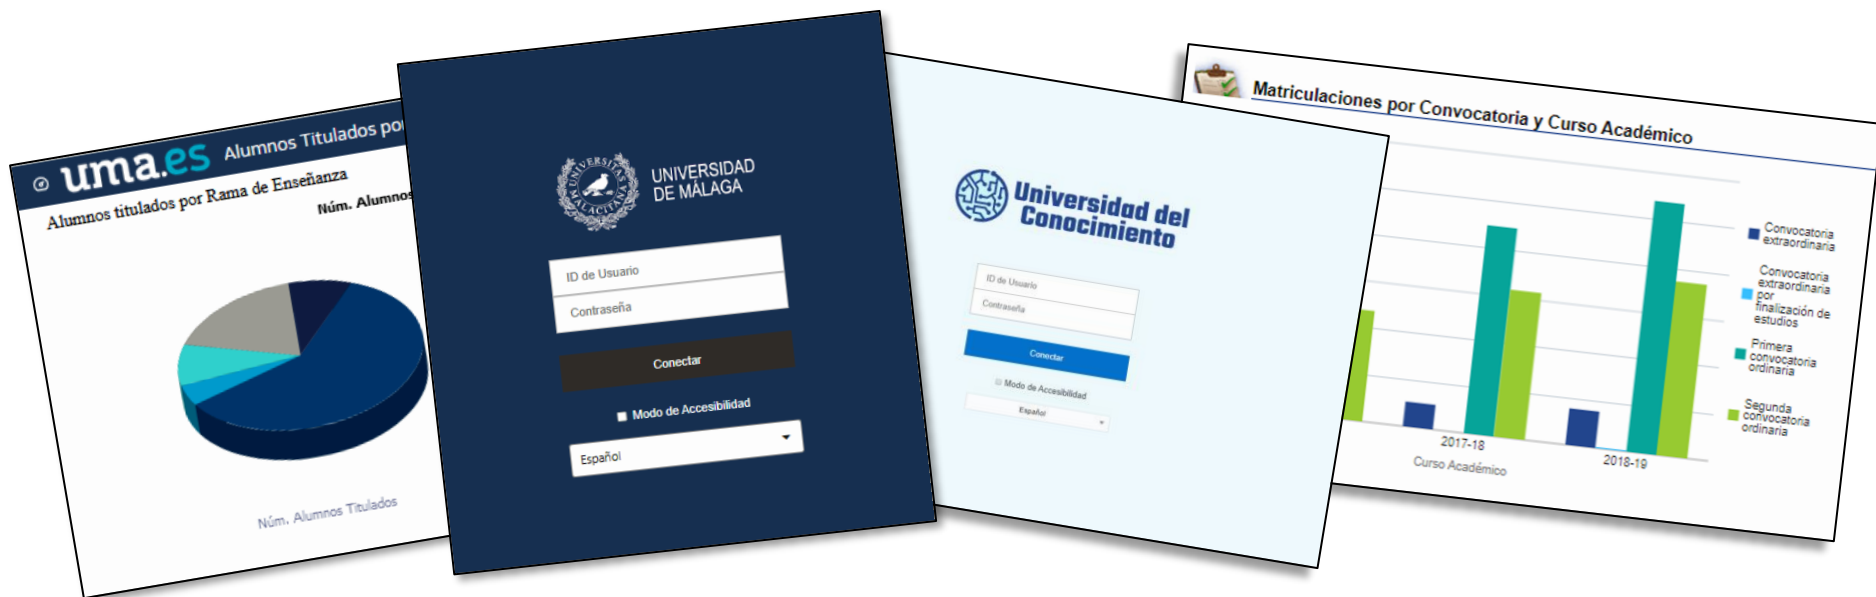 uma.es Alumnos Titulados po
Alumnos titulados por Rama de Enseñanza
Núm. Alumnos
Núm. Alumnos Titulados
UNIVERSITAS MALACITANA
UNIVERSIDAD
DE MÁLAGA
ID de Usuario
Contraseña
Conectar
Modo de Accesibilidad
Español
Universidad del
Conocimiento
ID de Usuario
Contraseña
Conectar
Modo de Accesibilidad
Español
Matriculaciones por Convocatoria y Curso Académico
Convocatoria
extraordinaria
Convocatoria
extraordinaria
por
finalización de
estudios
Primera
convocatoria
ordinaria
Segunda
convocatoria
ordinaria
2017-18
2018-19
Curso Académico